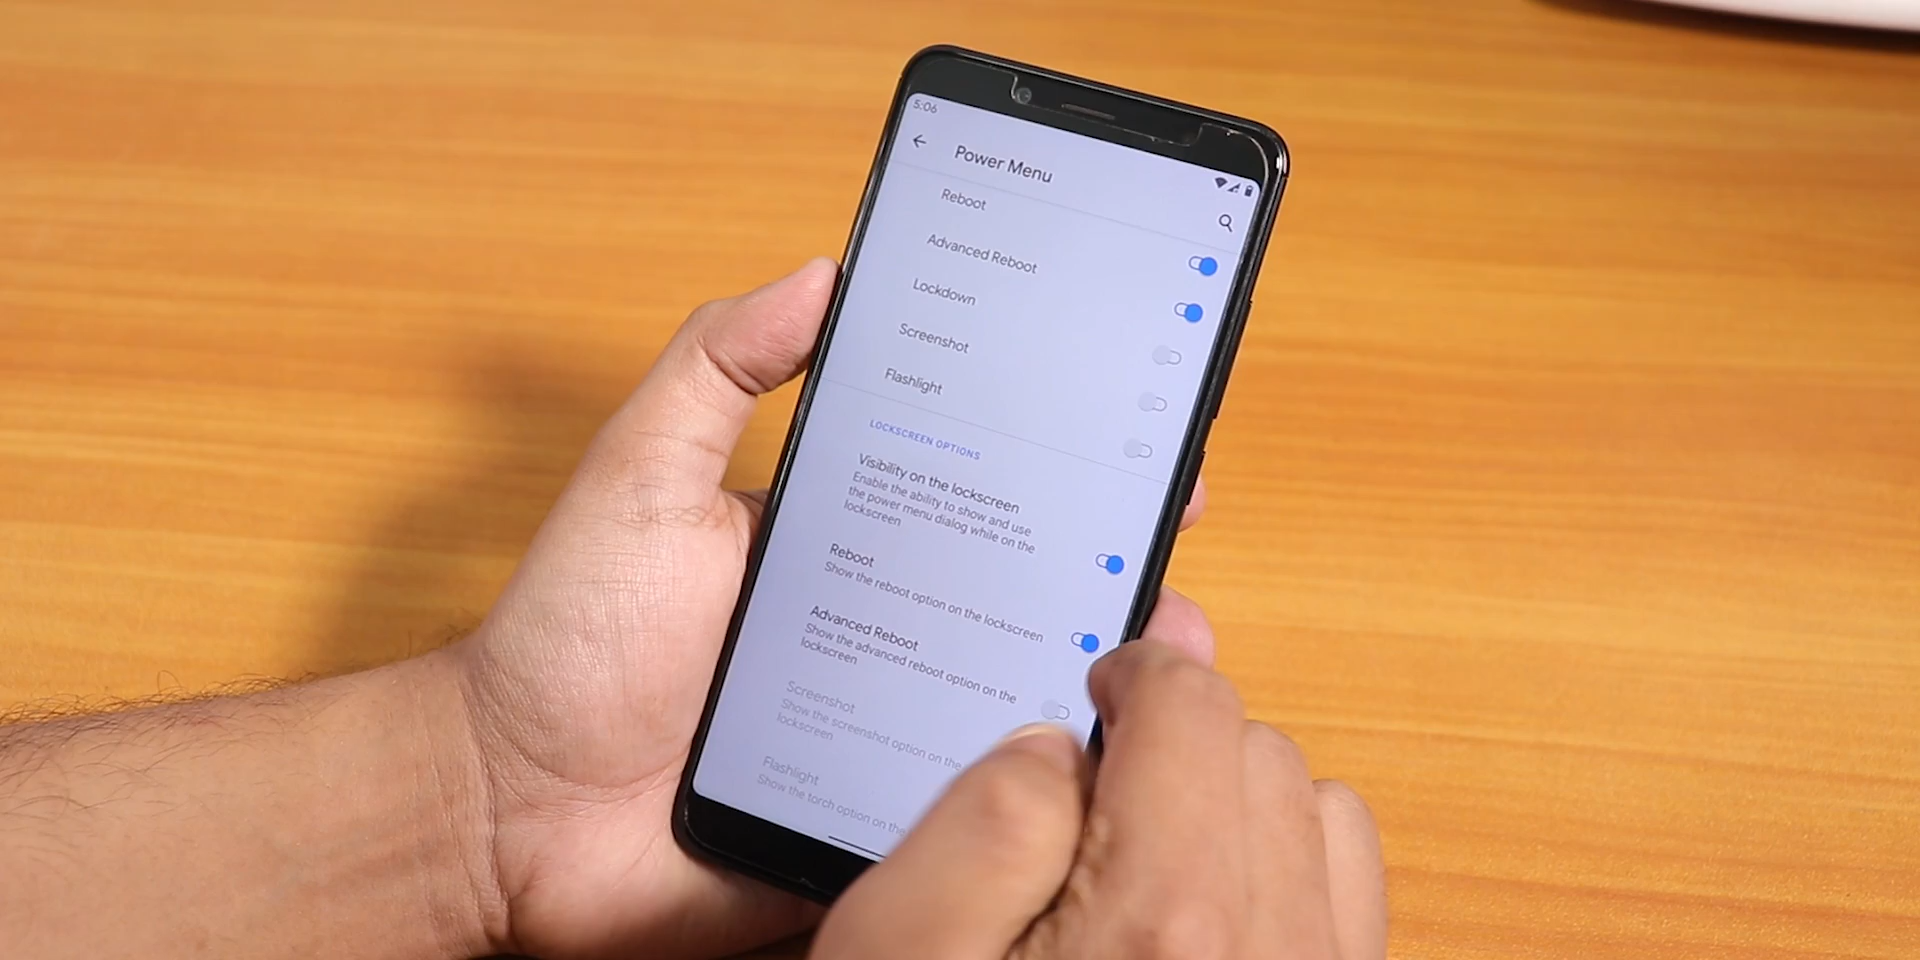 5:06
Power Menu
Reboot
Advanced Reboot
Lockdown
Screenshot
Flashlight
LOCKSCREEN OPTIONS
Visibility on the lockscreen
Enable the ability to show and use
the power menu dialog while on the
lockscreen
Reboot
Show the reboot option on the lockscreen
Advanced Reboot
Show the advanced reboot option on the
lockscreen
Screenshot
Show the screenshot option on the
lockscreen
Flashlight
Show the torch option on the